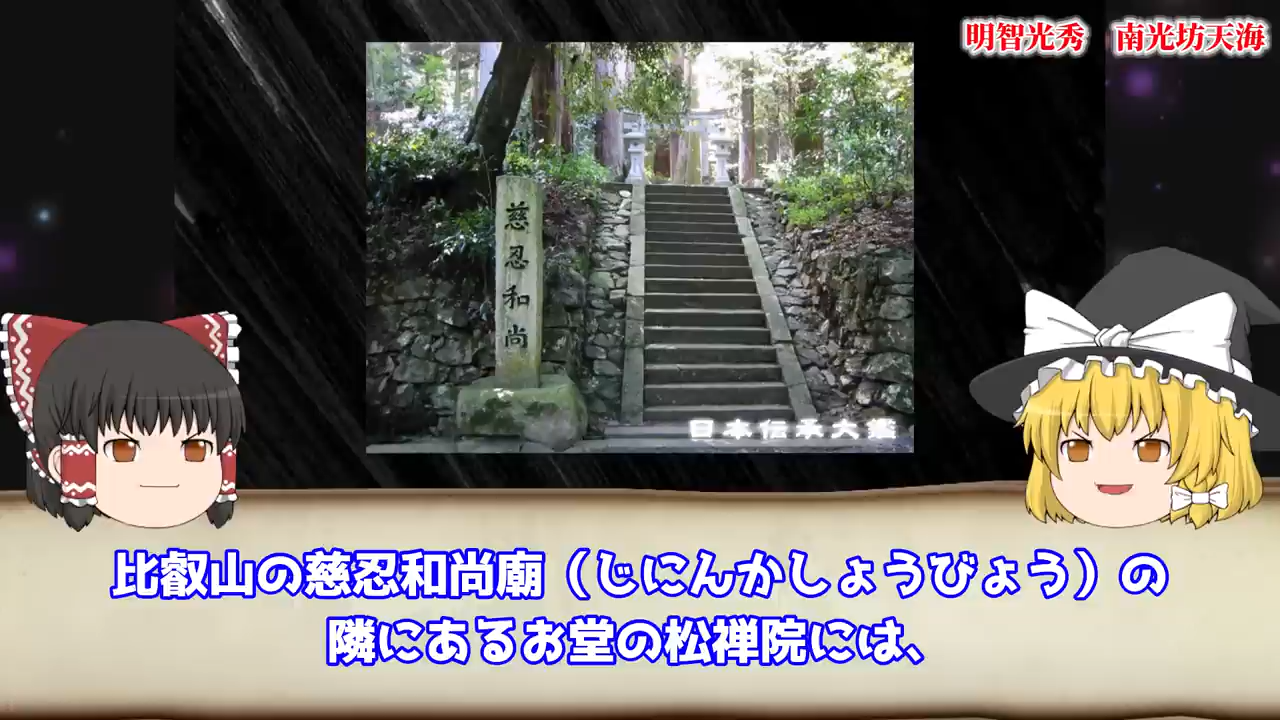 明智光秀　南光坊天海
慈忍和尚
日本伝承大鑑
比叡山の慈忍和尚廟（じにんかしょうびょう）の
隣にあるお堂の松禅院には、